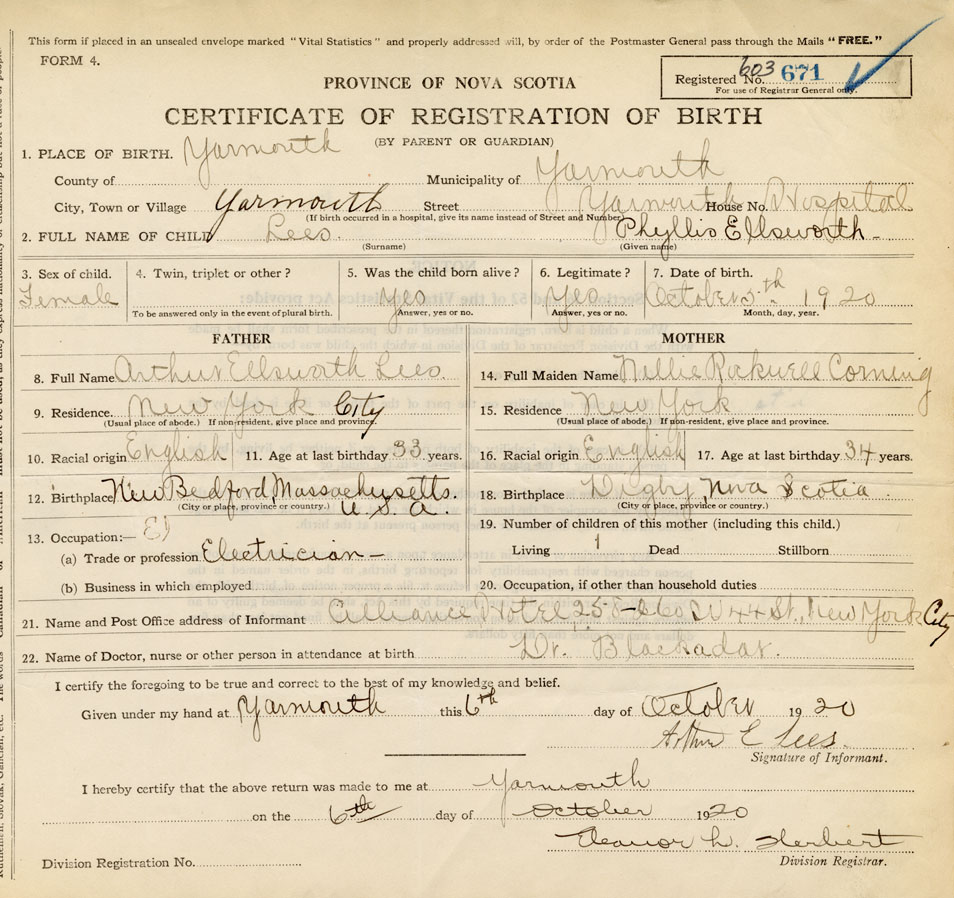 This form if placed in an unsealed envelope marked "Vital Statistics" and properly addressed will, by order of the Postmaster General pass through the Mails "FREE."
FORM 4.
Registered No. 603 671
For use of Registrar General only.
PROVINCE OF NOVA SCOTIA
CERTIFICATE OF REGISTRATION OF BIRTH
(BY PARENT OR GUARDIAN)
1. PLACE OF BIRTH. Yarmouth
County of Municipality of Yarmouth
City, Town or Village Yarmouth Street Yarmouth House No. Hospital
(If birth occurred in a hospital, give its name instead of Street and Number)
2. FULL NAME OF CHILD Lees. Phyllis Ellsworth
(Surname) (Given name)
3. Sex of child. 4. Twin, triplet or other? 5. Was the child born alive? 6. Legitimate? 7. Date of birth.
Female Yes Yes October 5th 1920
To be answered only in the event of plural birth. Answer, yes or no. Answer, yes or no. Month, day, year.
FATHER
8. Full Name Arthur Ellsworth Lees.
9. Residence. New York City
(Usual place of abode.) If non-resident, give place and province.
10. Racial origin English 11. Age at last birthday 33 years.
12. Birthplace New Bedford, Massachusetts. U.S.A.
(City or place, province or country.)
13. Occupation:— El
(a) Trade or profession Electrician —
(b) Business in which employed
MOTHER
14. Full Maiden Name Nellie Rockwell Corning
15. Residence New York
(Usual place of abode.) If non-resident, give place and province.
16. Racial origin English 17. Age at last birthday 34 years.
18. Birthplace Digby, Nova Scotia
(City or place, province or country.)
19. Number of children of this mother (including this child.)
Living 1 Dead Stillborn
20. Occupation, if other than household duties
21. Name and Post Office address of Informant Alliance Hotel 258-260 W 44 St., New York City
22. Name of Doctor, nurse or other person in attendance at birth Dr. Blackadar.
I certify the foregoing to be true and correct to the best of my knowledge and belief.
Given under my hand at Yarmouth this 6th day of October 1920
Arthur E Lees.
Signature of Informant.
I hereby certify that the above return was made to me at Yarmouth
on the 6th day of October 1920
Eleanor L. Herbert
Division Registrar.
Division Registration No.